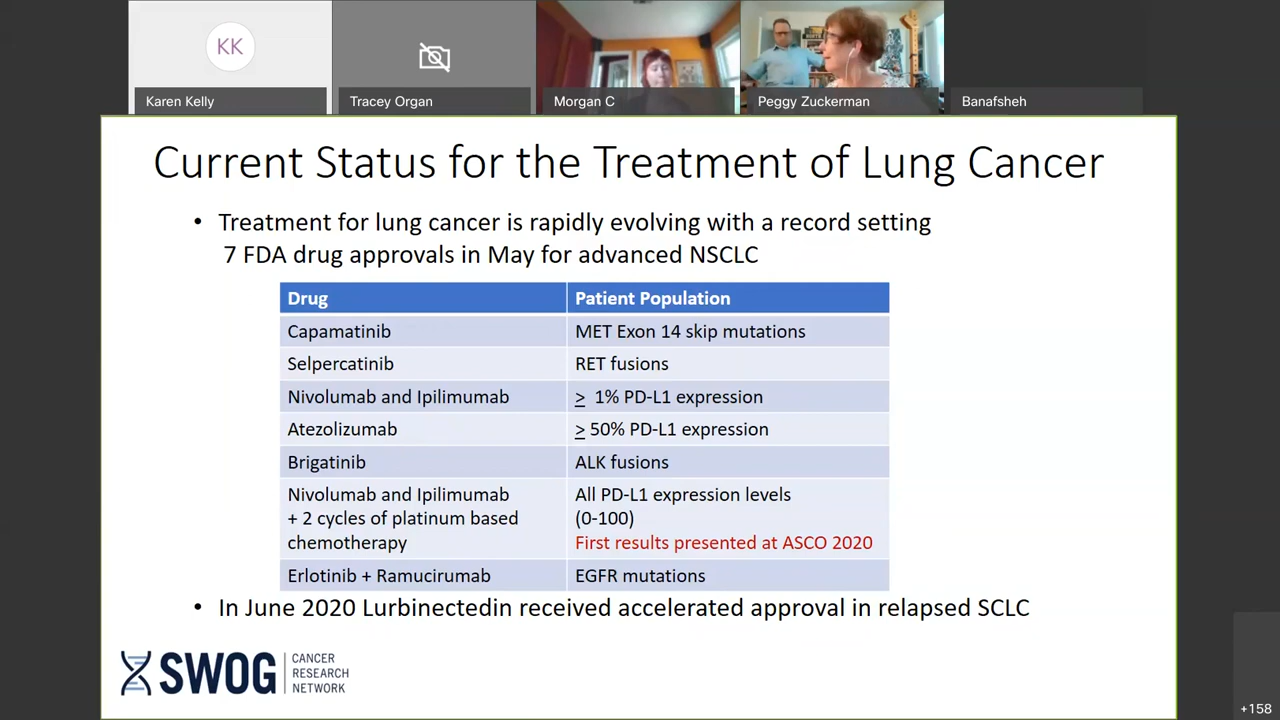 KK
Karen Kelly
Tracey Organ
Morgan C
Peggy Zuckerman
Banafsheh
Current Status for the Treatment of Lung Cancer
• Treatment for lung cancer is rapidly evolving with a record setting
7 FDA drug approvals in May for advanced NSCLC
Drug Patient Population
Capamatinib MET Exon 14 skip mutations
Selpercatinib RET fusions
Nivolumab and Ipilimumab ≥ 1% PD-L1 expression
Atezolizumab ≥ 50% PD-L1 expression
Brigatinib ALK fusions
Nivolumab and Ipilimumab All PD-L1 expression levels
+ 2 cycles of platinum based (0-100)
chemotherapy First results presented at ASCO 2020
Erlotinib + Ramucirumab EGFR mutations
• In June 2020 Lurbinectedin received accelerated approval in relapsed SCLC
SWOG
CANCER
RESEARCH
NETWORK
+158